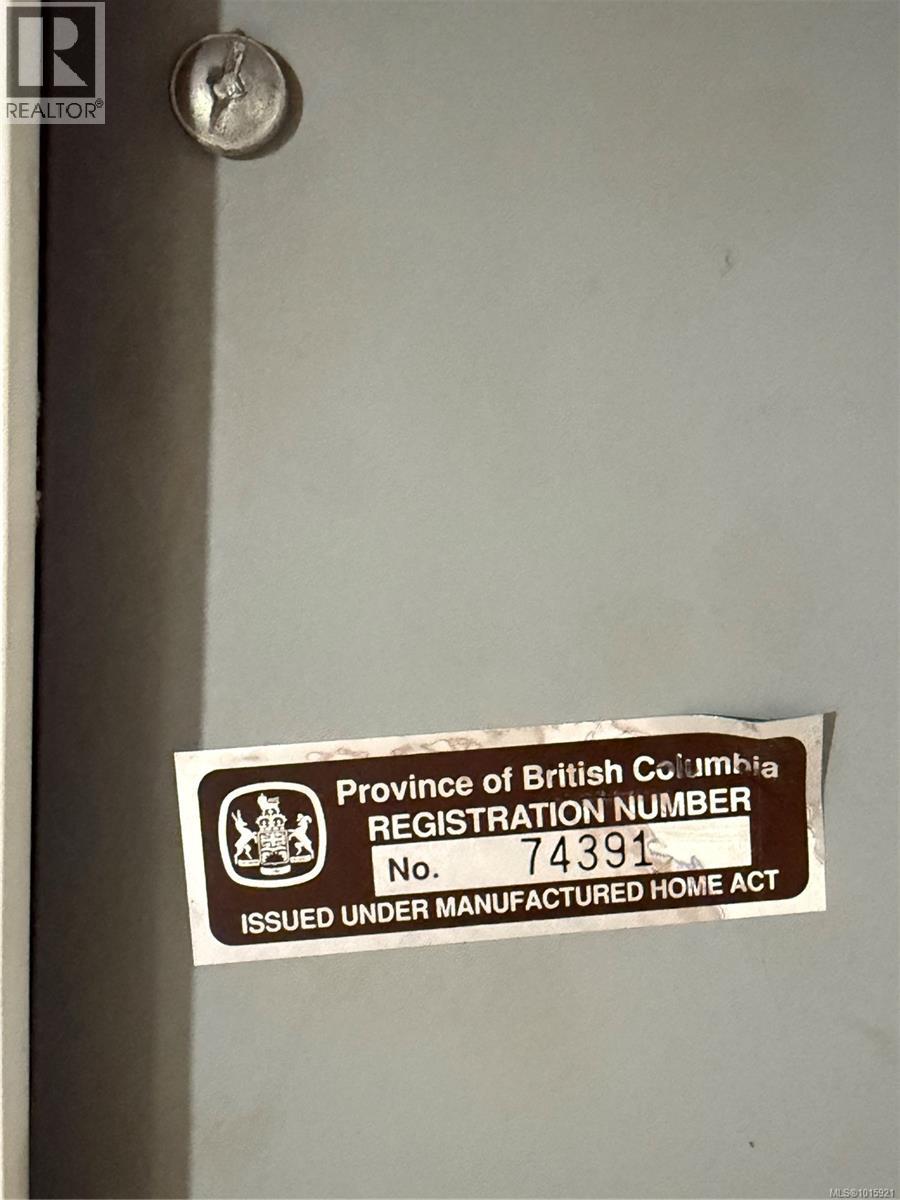 REALTOR®
Province of British Columbia
REGISTRATION NUMBER
No. 74391
ISSUED UNDER MANUFACTURED HOME ACT
MLS®1015921